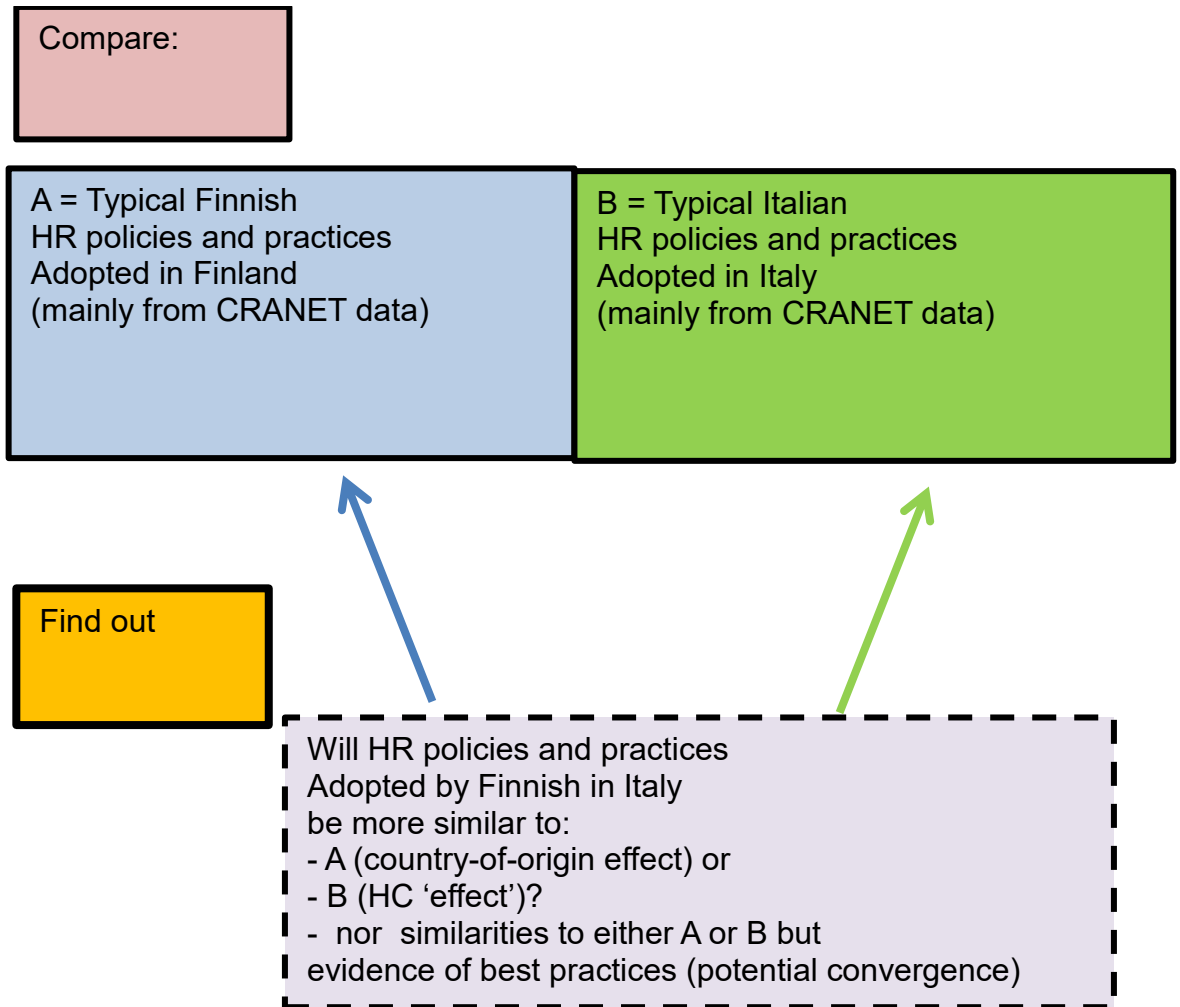 Compare:
A = Typical Finnish
HR policies and practices
Adopted in Finland
(mainly from CRANET data)
B = Typical Italian
HR policies and practices
Adopted in Italy
(mainly from CRANET data)
Find out
Will HR policies and practices
Adopted by Finnish in Italy
be more similar to:
- A (country-of-origin effect) or
- B (HC ‘effect’)?
- nor similarities to either A or B but
evidence of best practices (potential convergence)